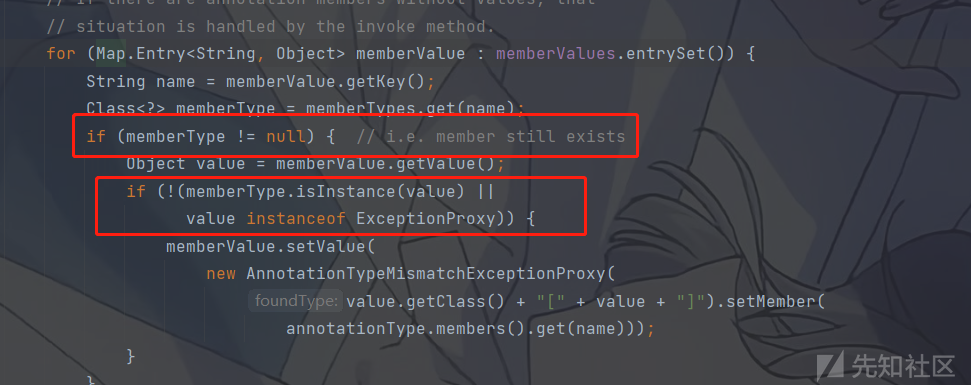 // If there are annotation members without values, that
// situation is handled by the invoke method.
for (Map.Entry<String, Object> memberValue : memberValues.entrySet()) {
String name = memberValue.getKey();
Class<?> memberType = memberTypes.get(name);
if (memberType != null) {  // i.e. member still exists
Object value = memberValue.getValue();
if (!(memberType.isInstance(value) ||
value instanceof ExceptionProxy)) {
memberValue.setValue(
new AnnotationTypeMismatchExceptionProxy(
foundType: value.getClass() + "[" + value + "]").setMember(
annotationType.members().get(name)));
}
}
先知社区